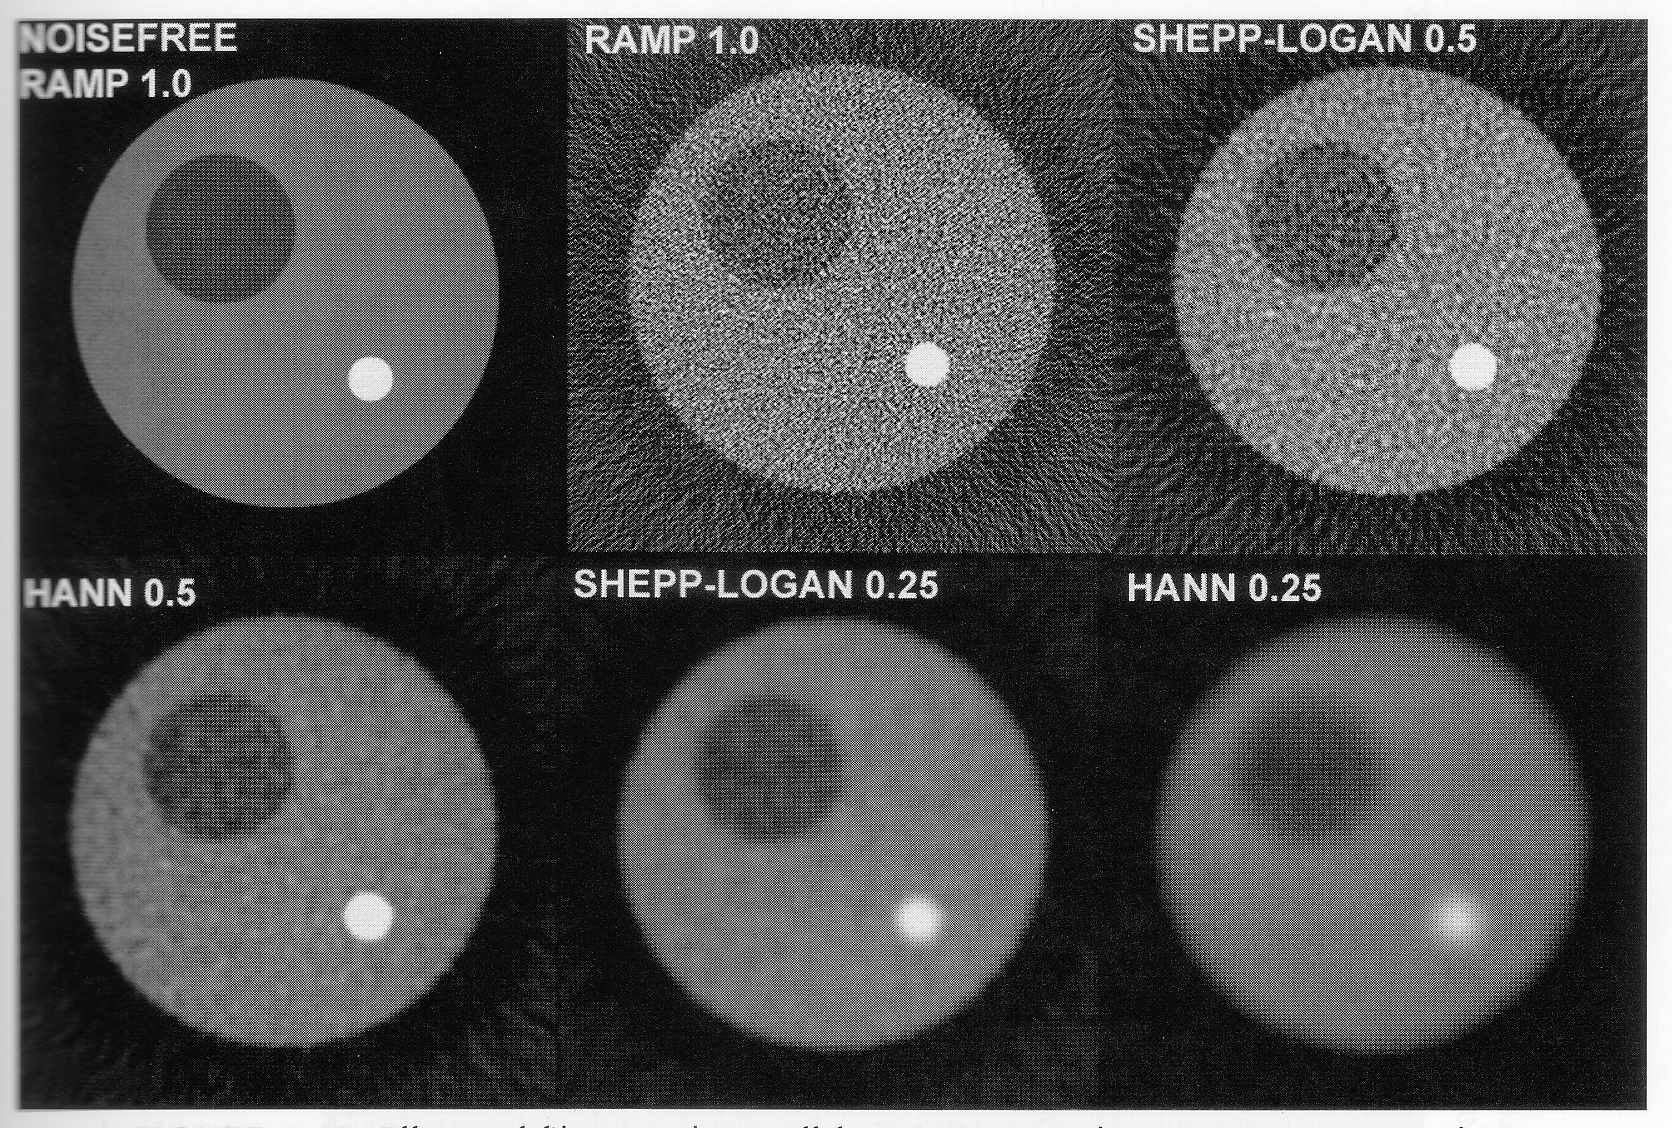 NOISEFREE
RAMP 1.0
RAMP 1.0
SHEPP-LOGAN 0.5
HANN 0.5
SHEPP-LOGAN 0.25
HANN 0.25